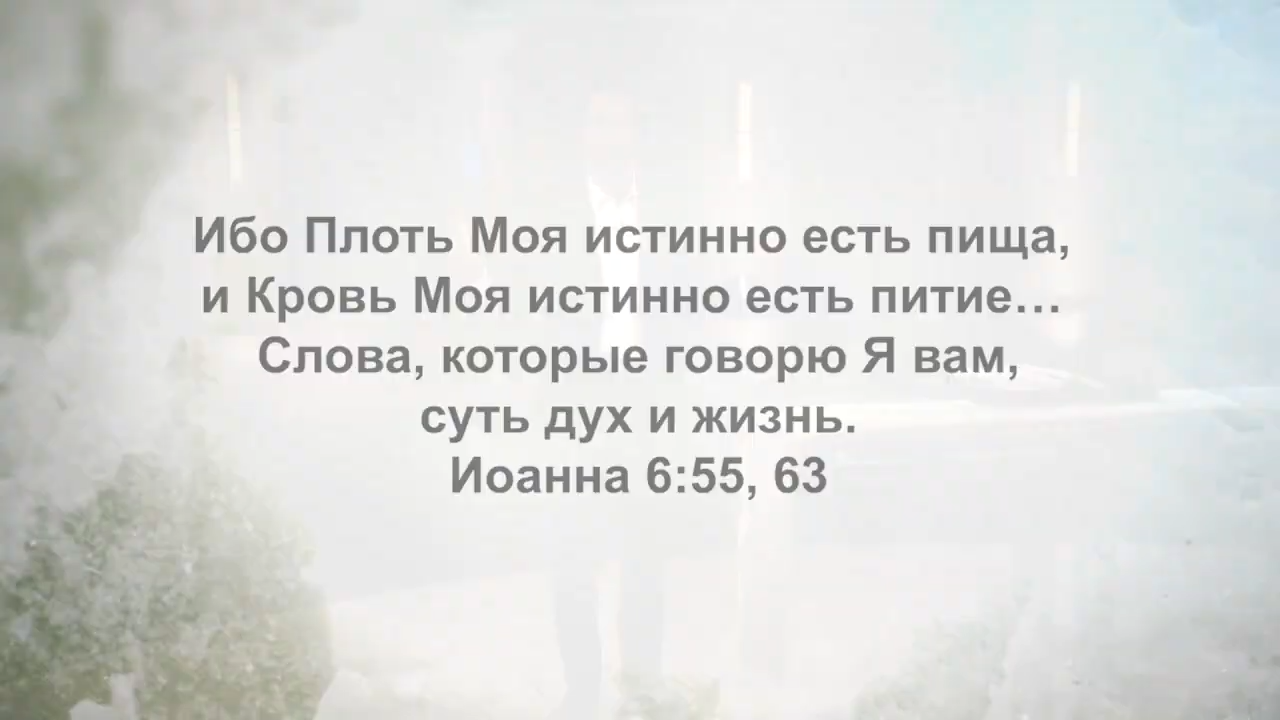 Ибо Плоть Моя истинно есть пища,
и Кровь Моя истинно есть питие…
Слова, которые говорю Я вам,
суть дух и жизнь.
Иоанна 6:55, 63